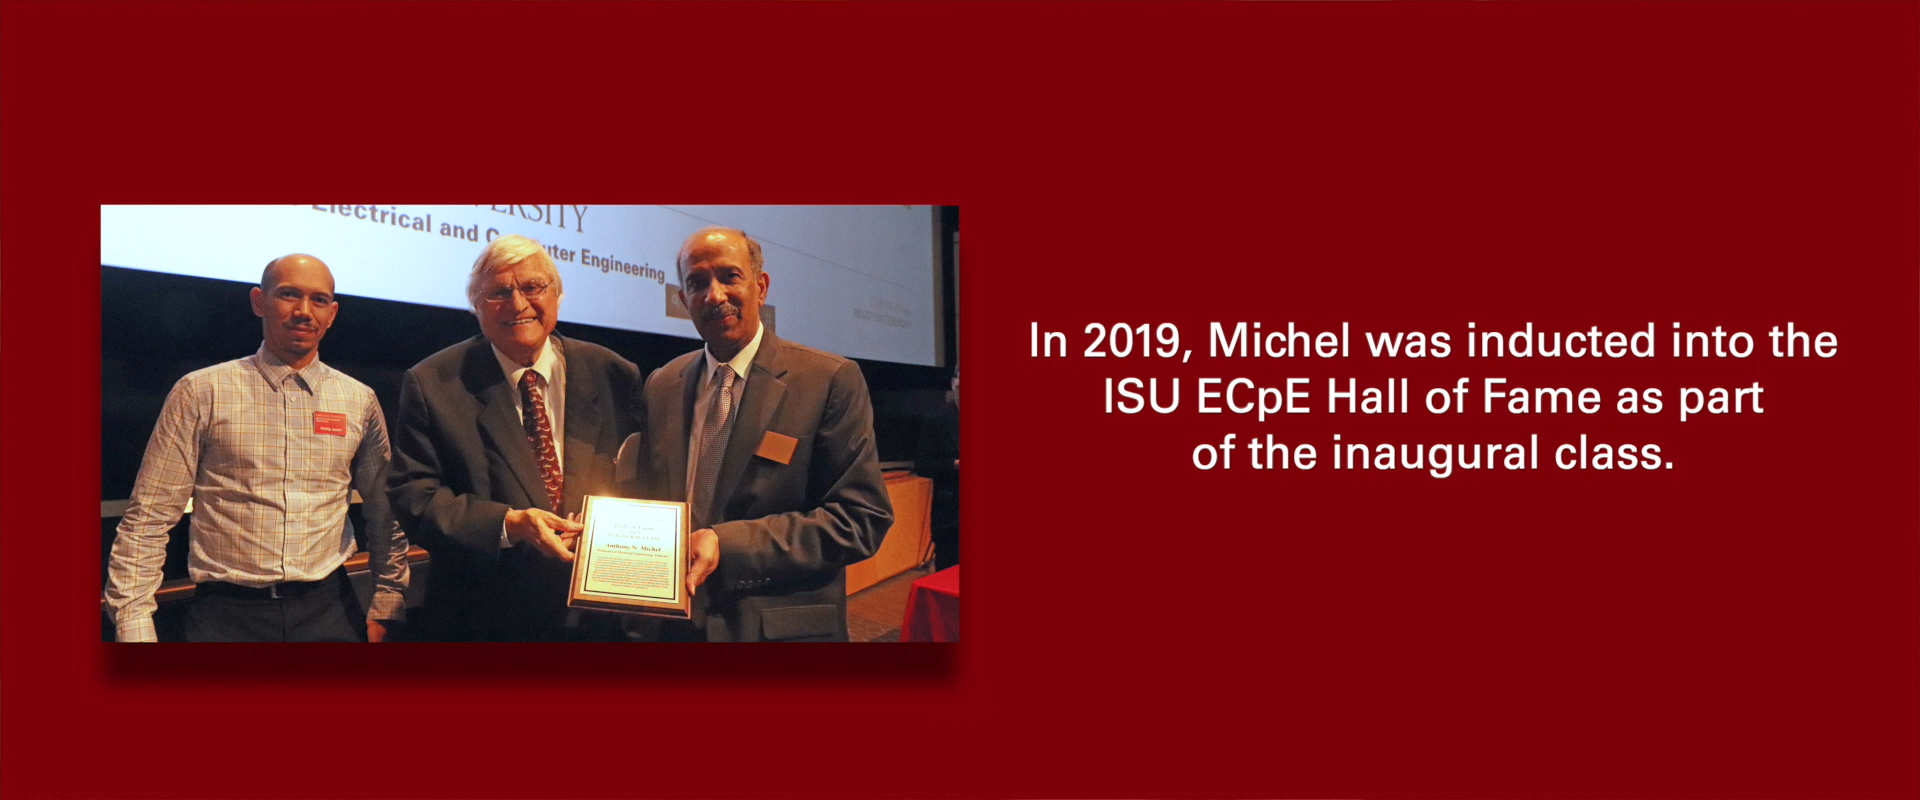 ERSITY
Electrical and C uter Engineering
Hall of Fame
Anthony N. Michel
In 2019, Michel was inducted into the
ISU ECpE Hall of Fame as part
of the inaugural class.